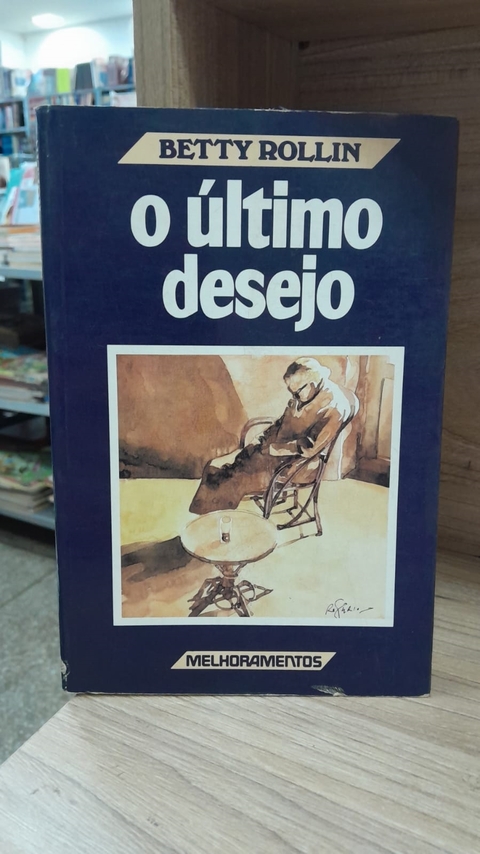 BETTY ROLLIN
o último
desejo
MELHORAMENTOS